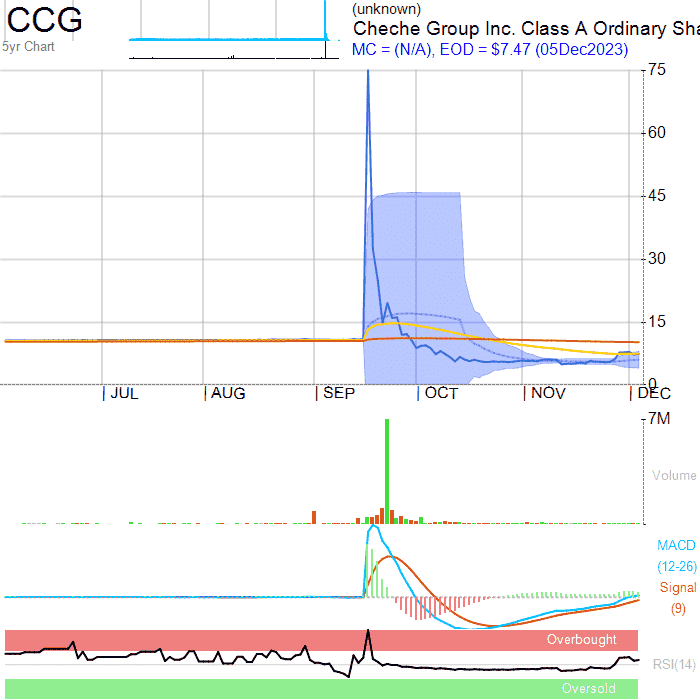 CCG
5yr Chart
(unknown)
Cheche Group Inc. Class A Ordinary Sha
MC = (N/A), EOD = $7.47 (05Dec2023)
75
60
45
30
15
0
JUL AUG SEP OCT NOV DEC
7M
Volume
MACD
(12-26)
Signal
(9)
Overbought
RSI(14)
Oversold